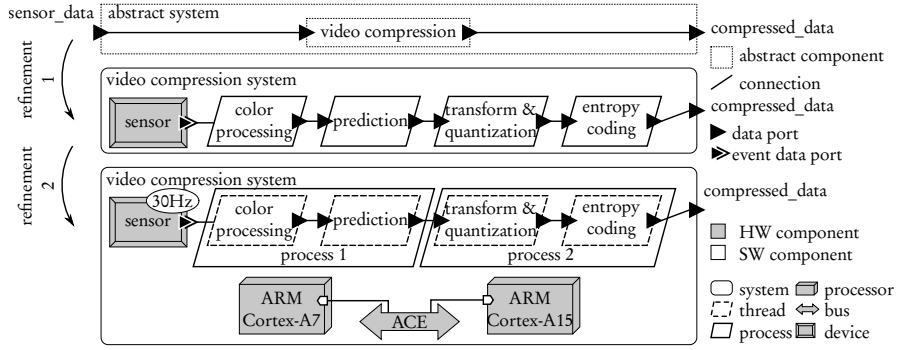 sensor_data
abstract system
video compression
compressed_data
abstract component
connection
refinement
1
video compression system
sensor
color
processing
prediction
transform &
quantization
entropy
coding
compressed_data
data port
event data port
refinement
2
video compression system
30Hz
sensor
color
processing
prediction
process 1
transform &
quantization
entropy
coding
process 2
compressed_data
HW component
SW component
ARM
Cortex-A7
ACE
ARM
Cortex-A15
system
processor
thread
bus
process
device